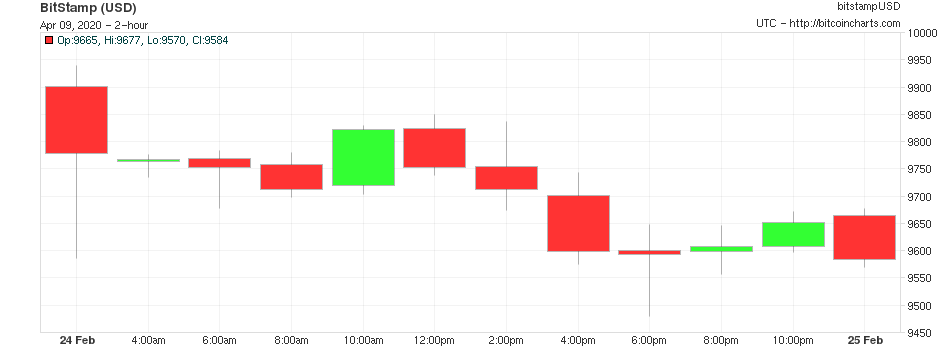 BitStamp (USD)
bitstampUSD
Apr 09, 2020 - 2-hour
UTC - http://bitcoincharts.com
Op:9665, Hi:9677, Lo:9570, Cl:9584
10000
9950
9900
9850
9800
9750
9700
9650
9600
9550
9500
9450
24 Feb 4:00am 6:00am 8:00am 10:00am 12:00pm 2:00pm 4:00pm 6:00pm 8:00pm 10:00pm 25 Feb